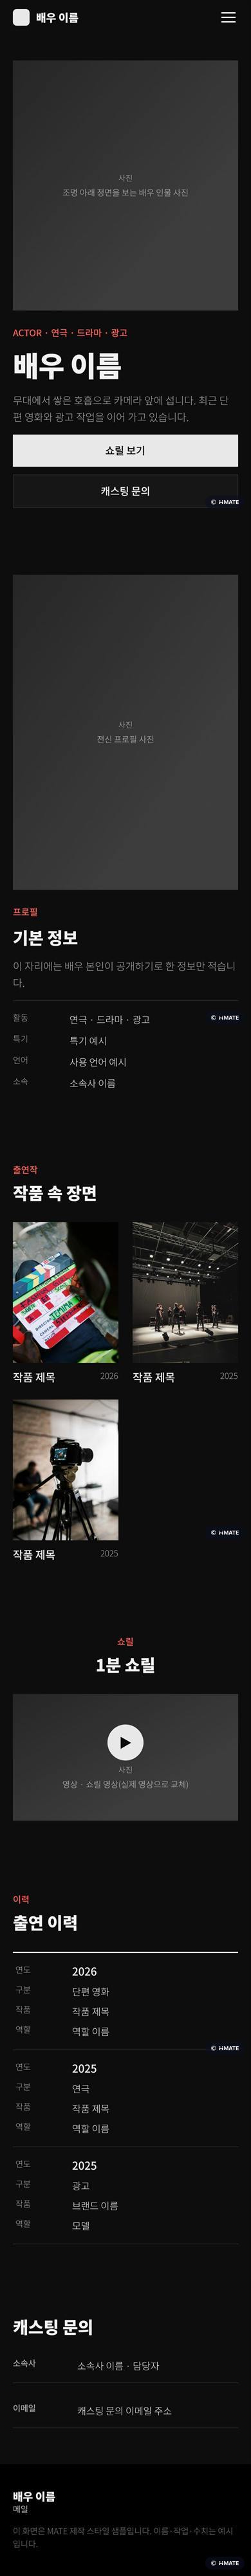 배우 이름
사진
조명 아래 정면을 보는 배우 인물 사진
ACTOR · 연극 · 드라마 · 광고
배우 이름
무대에서 쌓은 호흡으로 카메라 앞에 섭니다. 최근 단
편 영화와 광고 작업을 이어 가고 있습니다.
쇼릴 보기
캐스팅 문의
© MATE
사진
전신 프로필 사진
프로필
기본 정보
이 자리에는 배우 본인이 공개하기로 한 정보만 적습니
다.
활동 연극 · 드라마 · 광고
© MATE
특기 특기 예시
언어 사용 언어 예시
소속 소속사 이름
출연작
작품 속 장면
작품 제목 2026
작품 제목 2025
© MATE
작품 제목 2025
쇼릴
1분 쇼릴
사진
영상 · 쇼릴 영상(실제 영상으로 교체)
이력
출연 이력
연도 2026
구분 단편 영화
작품 작품 제목
역할 역할 이름
© MATE
연도 2025
구분 연극
작품 작품 제목
역할 역할 이름
연도 2025
구분 광고
작품 브랜드 이름
역할 모델
캐스팅 문의
소속사 소속사 이름 · 담당자
이메일 캐스팅 문의 이메일 주소
배우 이름
메일
이 화면은 MATE 제작 스타일 샘플입니다. 이름·작업·수치는 예시
입니다.
© MATE